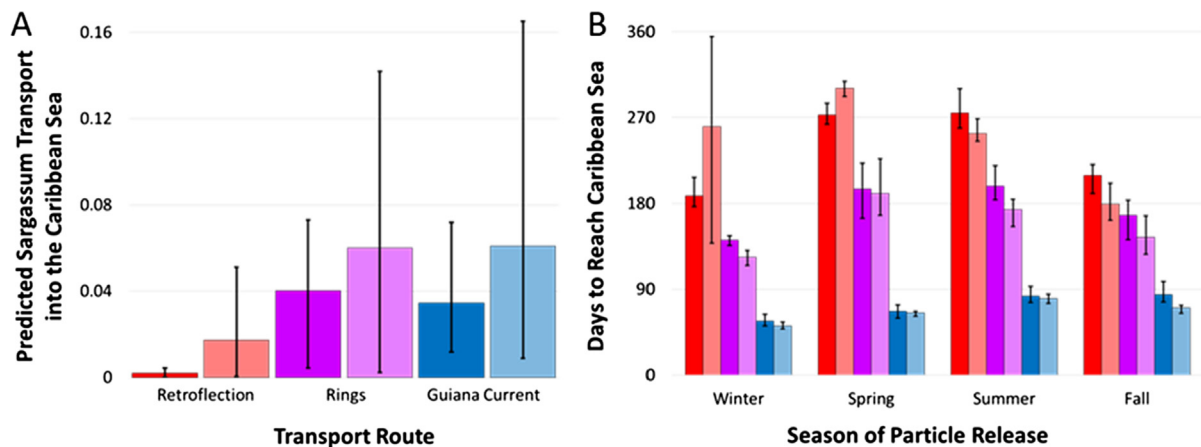 A
Predicted Sargassum Transport
into the Caribbean Sea
0.16
0.12
0.08
0.04
0
Retroflection Rings Guiana Current
Transport Route
B
Days to Reach Caribbean Sea
360
270
180
90
0
Winter Spring Summer Fall
Season of Particle Release